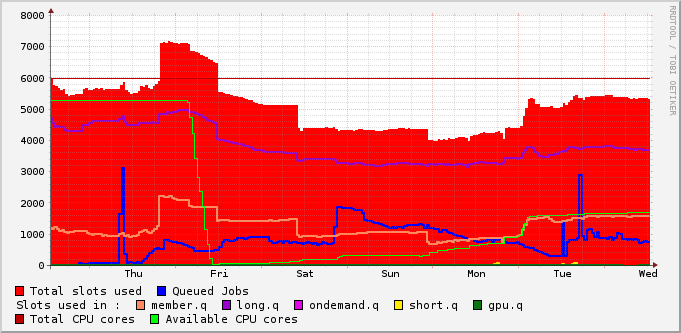 8000
7000
6000
5000
4000
3000
2000
1000
0
Thu Fri Sat Sun Mon Tue Wed
RRDTOOL / TOBI OETIKER
Total slots used Queued Jobs
Slots used in : member.q long.q ondemand.q short.q gpu.q
Total CPU cores Available CPU cores